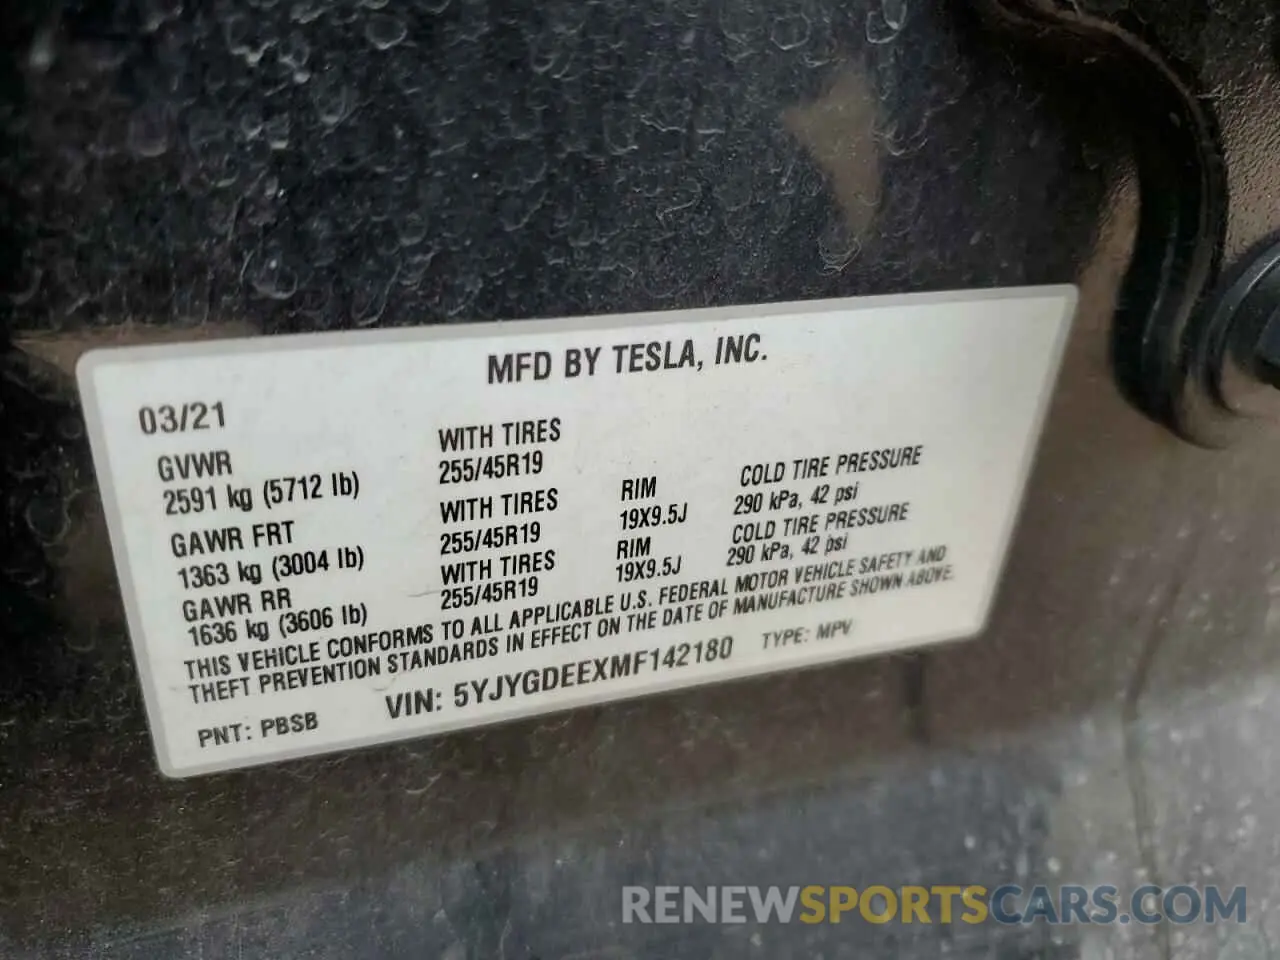 MFD BY TESLA, INC.
03/21
GVWR
2591 kg (5712 lb)
WITH TIRES
255/45R19
GAWR FRT
1363 kg (3004 lb)
WITH TIRES
255/45R19
RIM
19X9.5J
COLD TIRE PRESSURE
290 kPa, 42 psi
GAWR RR
1636 kg (3606 lb)
WITH TIRES
255/45R19
RIM
19X9.5J
COLD TIRE PRESSURE
290 kPa, 42 psi
THIS VEHICLE CONFORMS TO ALL APPLICABLE U.S. FEDERAL MOTOR VEHICLE SAFETY AND
THEFT PREVENTION STANDARDS IN EFFECT ON THE DATE OF MANUFACTURE SHOWN ABOVE.
PNT: PBSB
VIN: 5YJYGDEEXMF142180
TYPE: MPV
RENEWSPORTSCARS.COM